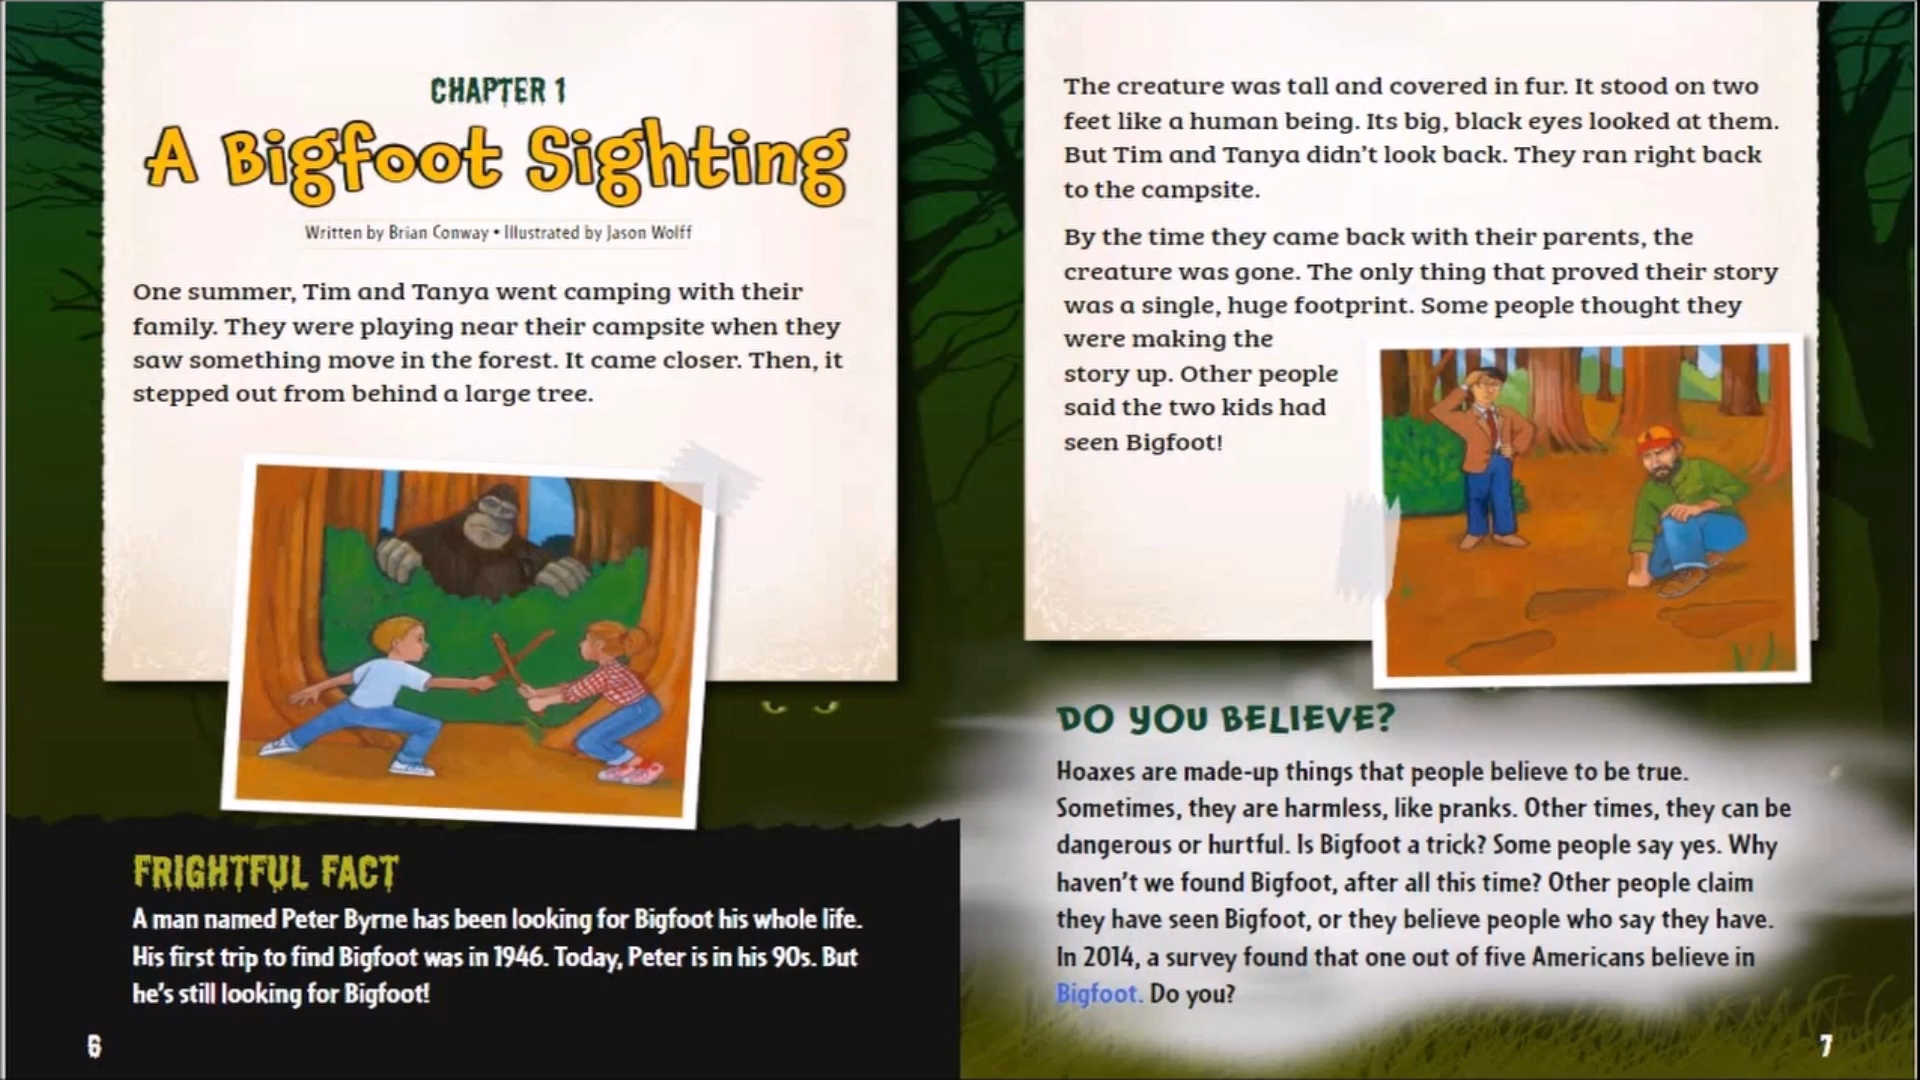 CHAPTER 1
A Bigfoot Sighting
Written by Brian Conway • Illustrated by Jason Wolff
One summer, Tim and Tanya went camping with their
family. They were playing near their campsite when they
saw something move in the forest. It came closer. Then, it
stepped out from behind a large tree.
FRIGHTFUL FACT
A man named Peter Byrne has been looking for Bigfoot his whole life.
His first trip to find Bigfoot was in 1946. Today, Peter is in his 90s. But
he's still looking for Bigfoot!
6
The creature was tall and covered in fur. It stood on two
feet like a human being. Its big, black eyes looked at them.
But Tim and Tanya didn't look back. They ran right back
to the campsite.
By the time they came back with their parents, the
creature was gone. The only thing that proved their story
was a single, huge footprint. Some people thought they
were making the
story up. Other people
said the two kids had
seen Bigfoot!
DO YOU BELIEVE?
Hoaxes are made-up things that people believe to be true.
Sometimes, they are harmless, like pranks. Other times, they can be
dangerous or hurtful. Is Bigfoot a trick? Some people say yes. Why
haven't we found Bigfoot, after all this time? Other people claim
they have seen Bigfoot, or they believe people who say they have.
In 2014, a survey found that one out of five Americans believe in
Bigfoot. Do you?
7